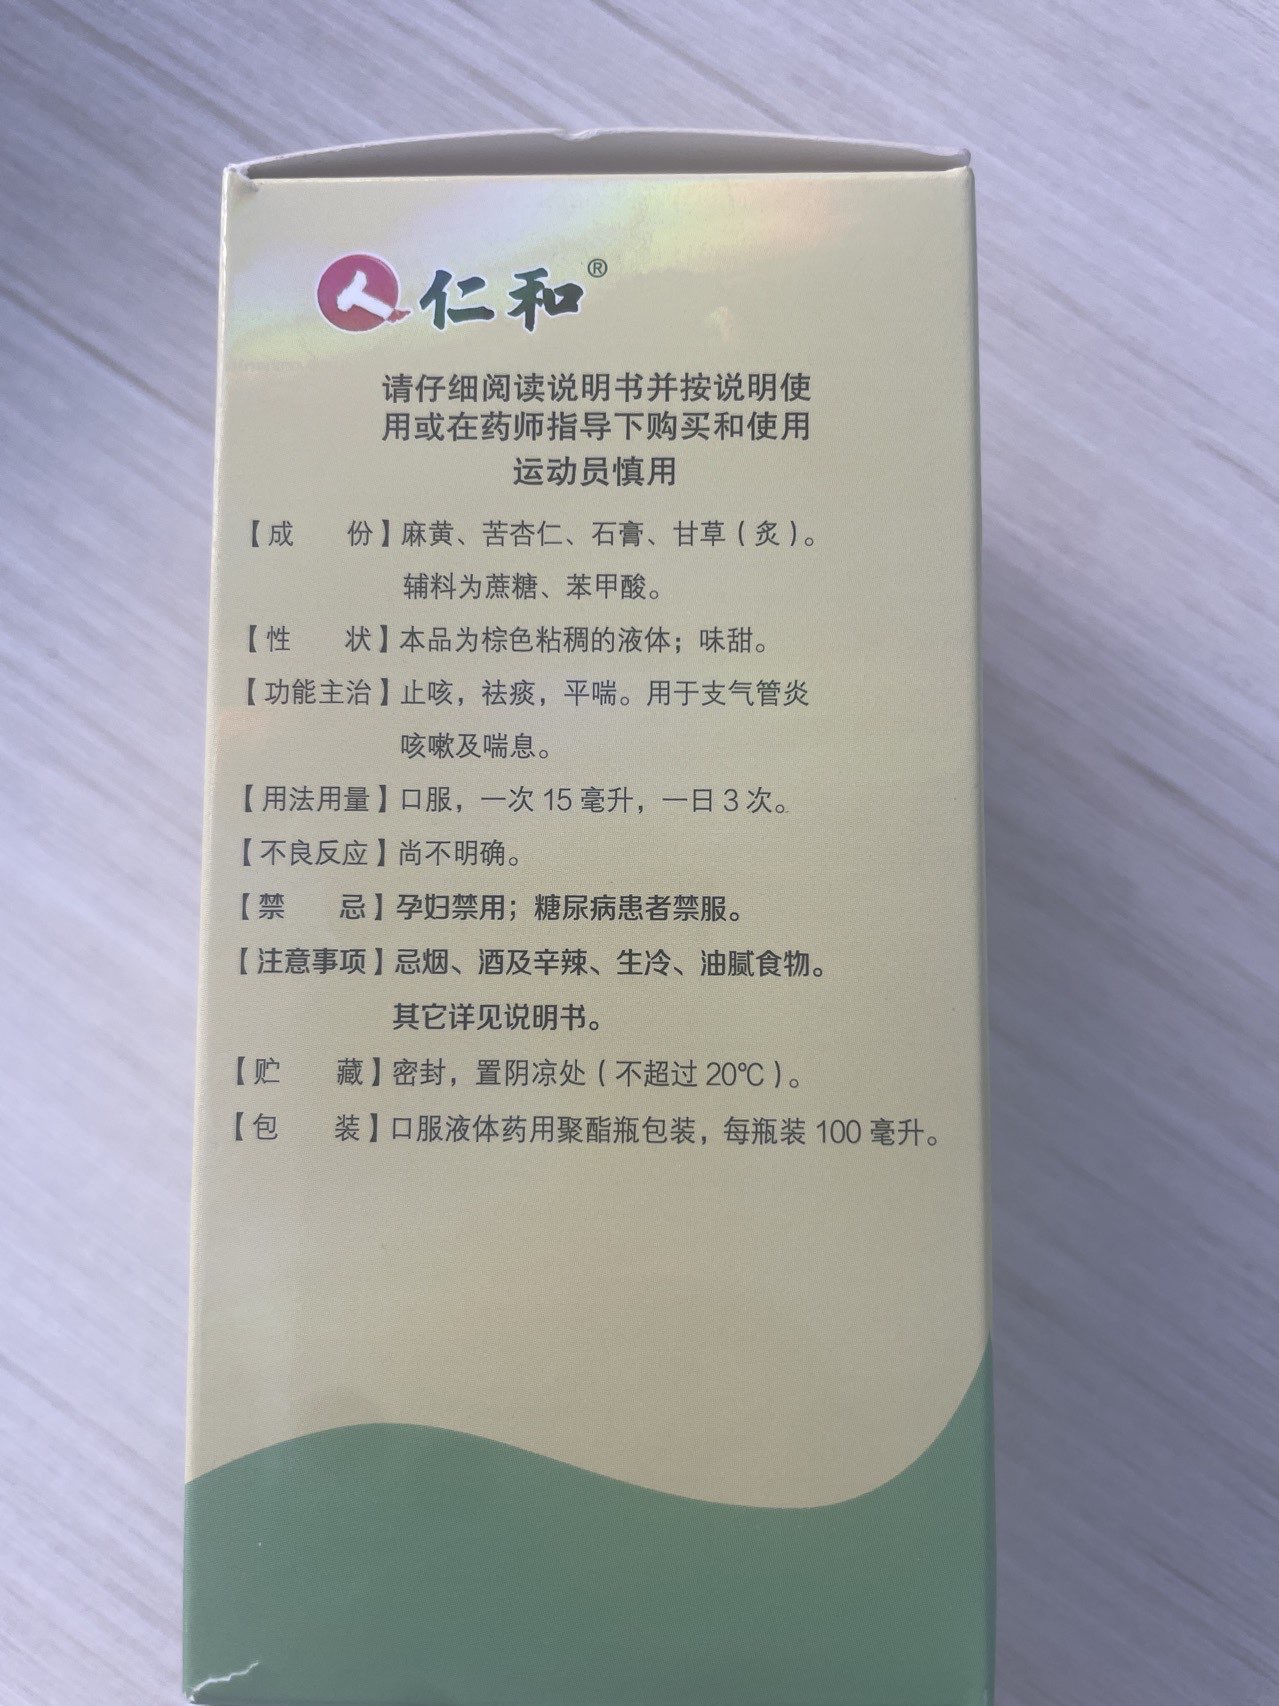 仁和®
请仔细阅读说明书并按说明使
用或在药师指导下购买和使用
运动员慎用
【成 份】麻黄、苦杏仁、石膏、甘草（炙）。
辅料为蔗糖、苯甲酸。
【性 状】本品为棕色粘稠的液体；味甜。
【功能主治】止咳，祛痰，平喘。用于支气管炎
咳嗽及喘息。
【用法用量】口服，一次 15 毫升，一日 3 次。
【不良反应】尚不明确。
【禁 忌】孕妇禁用；糖尿病患者禁服。
【注意事项】忌烟、酒及辛辣、生冷、油腻食物。
其它详见说明书。
【贮 藏】密封，置阴凉处（不超过 20℃）。
【包 装】口服液体药用聚酯瓶包装，每瓶装 100 毫升。